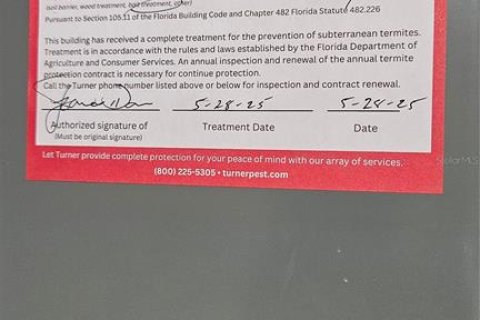 (soil barrier, wood treatment, bait treatment, other)
Pursuant to Section 105.11 of the Florida Building Code and Chapter 482 Florida Statute 482.226
This building has received a complete treatment for the prevention of subterranean termites.
Treatment is in accordance with the rules and laws established by the Florida Department of
Agriculture and Consumer Services. An annual inspection and renewal of the annual termite
protection contract is necessary for continue protection.
Call the Turner phone number listed above or below for inspection and contract renewal.
5-28-25 5-28-25
Authorized signature of Treatment Date Date
(Must be original signature)
Let Turner provide complete protection for your peace of mind with our array of services.
(800) 225-5305 • turnerpest.com
StellarMLS